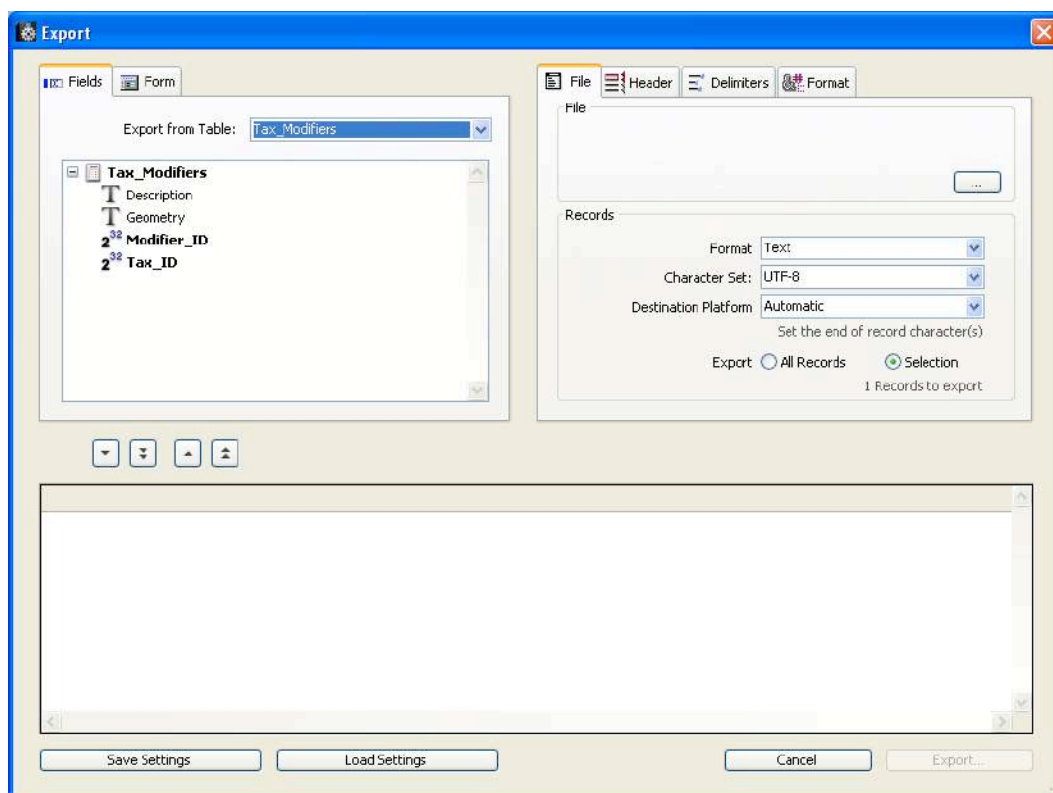 Export
Fields
Form
Export from Table:
Tax_Modifiers
Tax_Modifiers
Description
Geometry
2³² Modifier_ID
2³² Tax_ID
File
Header
Delimiters
Format
File
...
Records
Format
Text
Character Set:
UTF-8
Destination Platform
Automatic
Set the end of record character(s)
Export
All Records
Selection
1 Records to export
Save Settings
Load Settings
Cancel
Export...